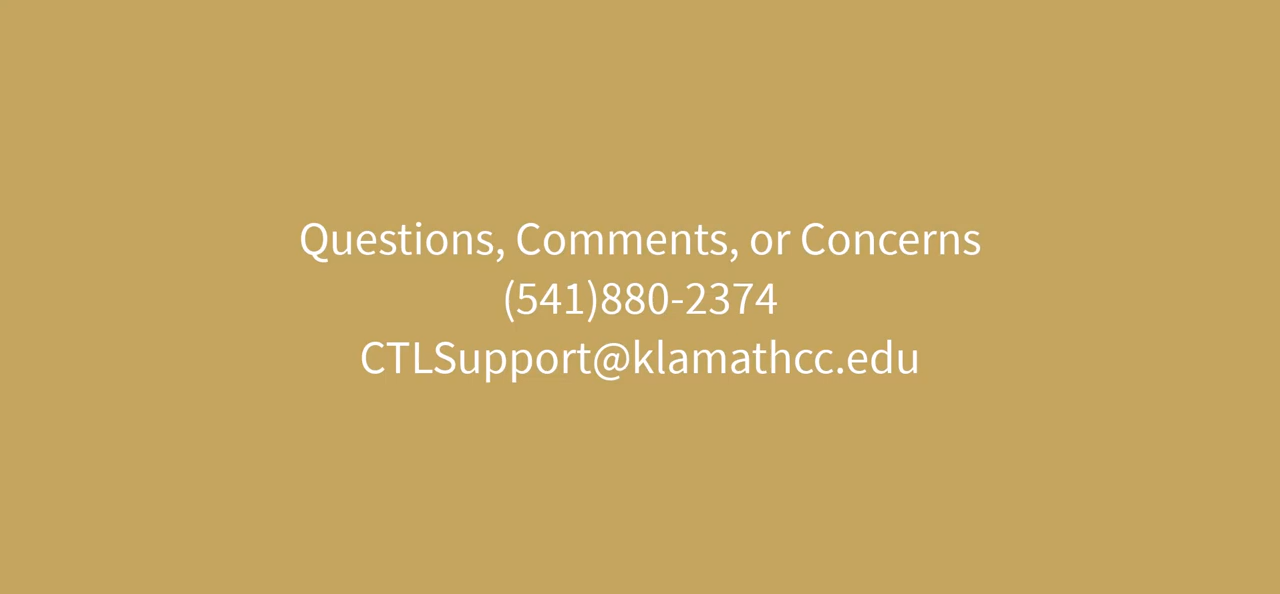 Questions, Comments, or Concerns
(541)880-2374
CTLSupport@klamathcc.edu